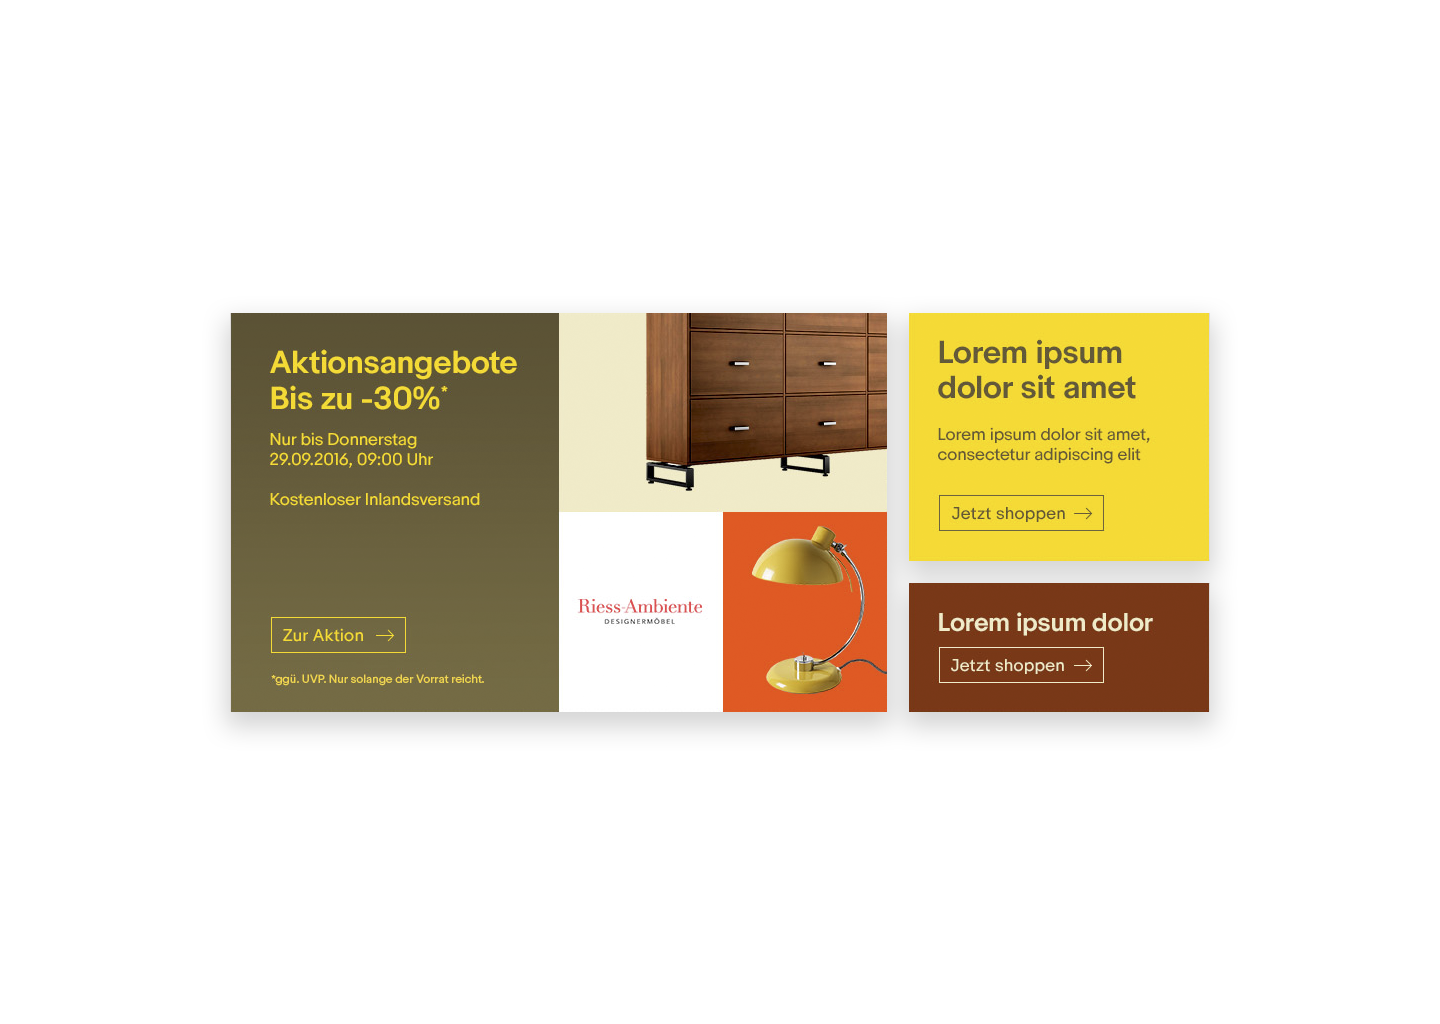 Aktionsangebote
Bis zu -30%*
Nur bis Donnerstag
29.09.2016, 09:00 Uhr
Kostenloser Inlandsversand
Zur Aktion →
*ggü. UVP. Nur solange der Vorrat reicht.
Riess-Ambiente
DESIGNERMÖBEL
Lorem ipsum
dolor sit amet
Lorem ipsum dolor sit amet,
consectetur adipiscing elit
Jetzt shoppen →
Lorem ipsum dolor
Jetzt shoppen →